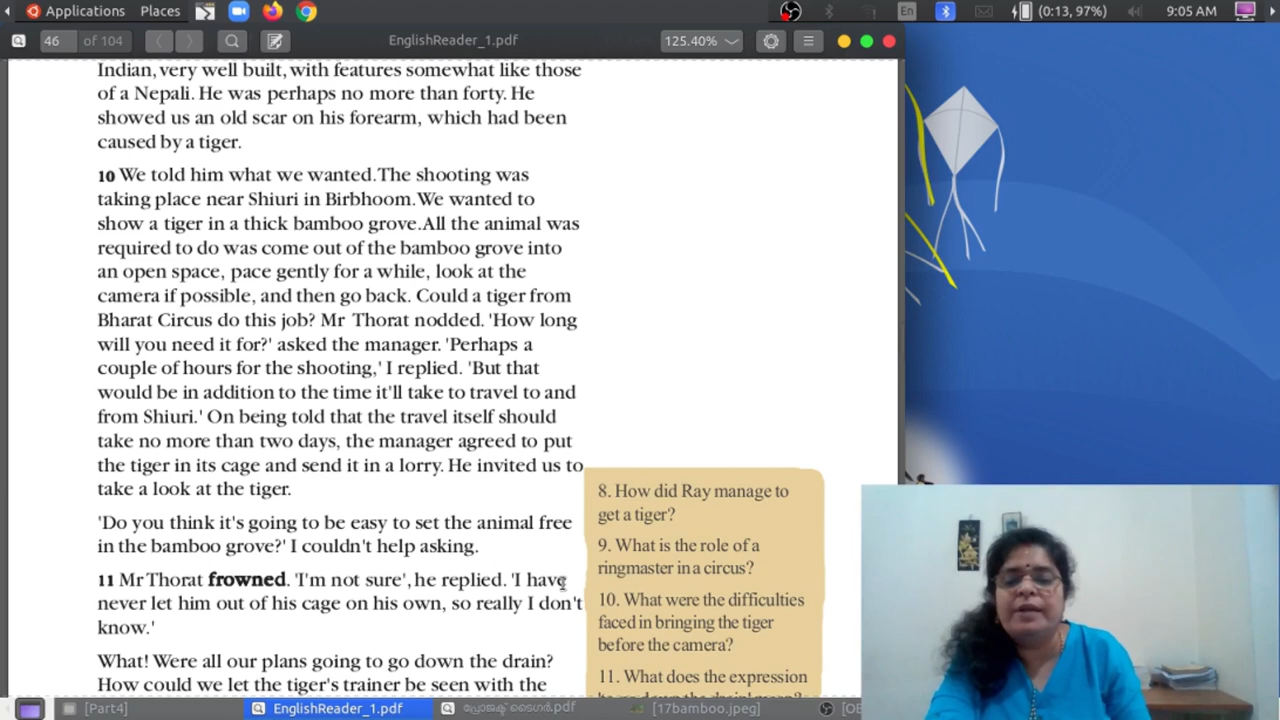 Applications Places En (0:13, 97%) 9:05 AM
46 of 104 EnglishReader_1.pdf 125.40%
Indian, very well built, with features somewhat like those
of a Nepali. He was perhaps no more than forty. He
showed us an old scar on his forearm, which had been
caused by a tiger.
10 We told him what we wanted.The shooting was
taking place near Shiuri in Birbhoom.We wanted to
show a tiger in a thick bamboo grove.All the animal was
required to do was come out of the bamboo grove into
an open space, pace gently for a while, look at the
camera if possible, and then go back. Could a tiger from
Bharat Circus do this job? Mr Thorat nodded. 'How long
will you need it for?' asked the manager. 'Perhaps a
couple of hours for the shooting,' I replied. 'But that
would be in addition to the time it'll take to travel to and
from Shiuri.' On being told that the travel itself should
take no more than two days, the manager agreed to put
the tiger in its cage and send it in a lorry. He invited us to
take a look at the tiger.
'Do you think it's going to be easy to set the animal free
in the bamboo grove?' I couldn't help asking.
11 Mr Thorat frowned. 'I'm not sure', he replied. 'I have
never let him out of his cage on his own, so really I don't
know.'
What! Were all our plans going to go down the drain?
How could we let the tiger's trainer be seen with the
8. How did Ray manage to
get a tiger?
9. What is the role of a
ringmaster in a circus?
10. What were the difficulties
faced in bringing the tiger
before the camera?
11. What does the expression
'to go down the drain' mean?
[Part4] EnglishReader_1.pdf പ്രോജക്ട് ടൈഗർ.pdf [17bamboo.jpeg] [OB